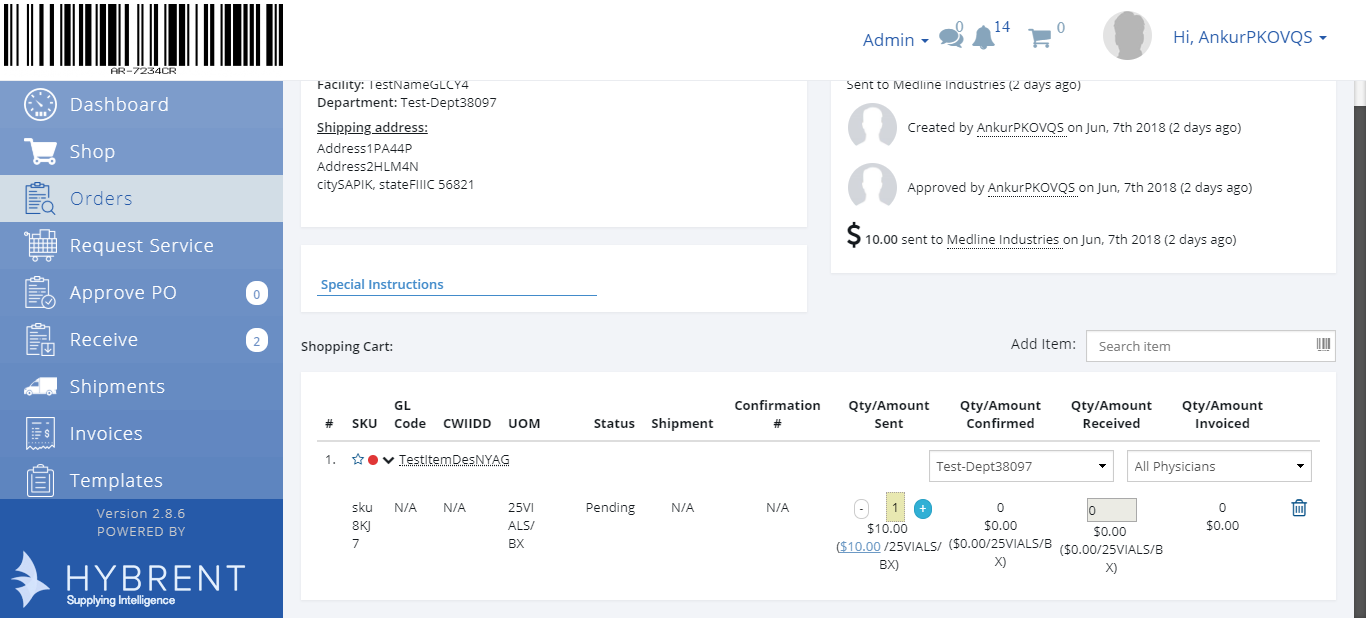 AR-7234CR
Admin
0
14
0
Hi, AnkurPKOVQS
Dashboard
Shop
Orders
Request Service
Approve PO 0
Receive 2
Shipments
Invoices
Templates
Version 2.8.6
POWERED BY
HYBRENT
Supplying Intelligence
Facility: TestNameGLCY4
Department: Test-Dept38097
Shipping address:
Address1PA44P
Address2HLM4N
citySAPIK, stateFIIIC 56821
Sent to Medline Industries (2 days ago)
Created by AnkurPKOVQS on Jun, 7th 2018 (2 days ago)
Approved by AnkurPKOVQS on Jun, 7th 2018 (2 days ago)
$ 10.00 sent to Medline Industries on Jun, 7th 2018 (2 days ago)
Special Instructions
Shopping Cart:
Add Item: Search item
# SKU GL Code CWIIDD UOM Status Shipment Confirmation # Qty/Amount Sent Qty/Amount Confirmed Qty/Amount Received Qty/Amount Invoiced
1. TestItemDesNYAG Test-Dept38097 All Physicians
sku N/A N/A 25VI Pending N/A N/A - 1 + 0 0 0
8KJ ALS/ $10.00 $0.00 $0.00 $0.00
7 BX ($10.00 /25VIALS/ ($0.00/25VIALS/B ($0.00/25VIALS/B
BX) X) X)